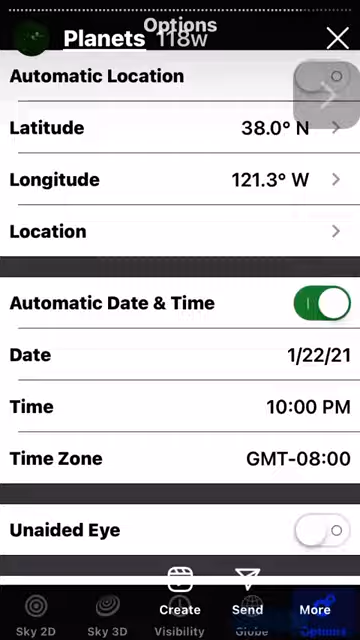 Options
Planets 118w
Automatic Location
Latitude 38.0° N
Longitude 121.3° W
Location
Automatic Date & Time
Date 1/22/21
Time 10:00 PM
Time Zone GMT-08:00
Unaided Eye
Create Send More
Sky 2D Sky 3D Visibility Globe Options